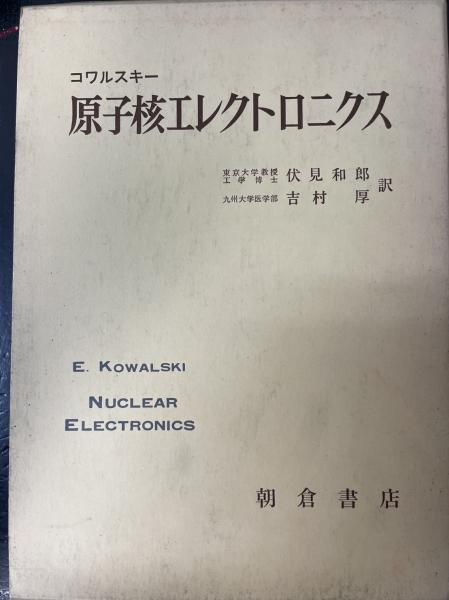 コワルスキー
原子核エレクトロニクス
東京大学教授
工学博士 伏見和郎
九州大学医学部 吉村 厚 訳
E. KOWALSKI
NUCLEAR
ELECTRONICS
朝倉書店